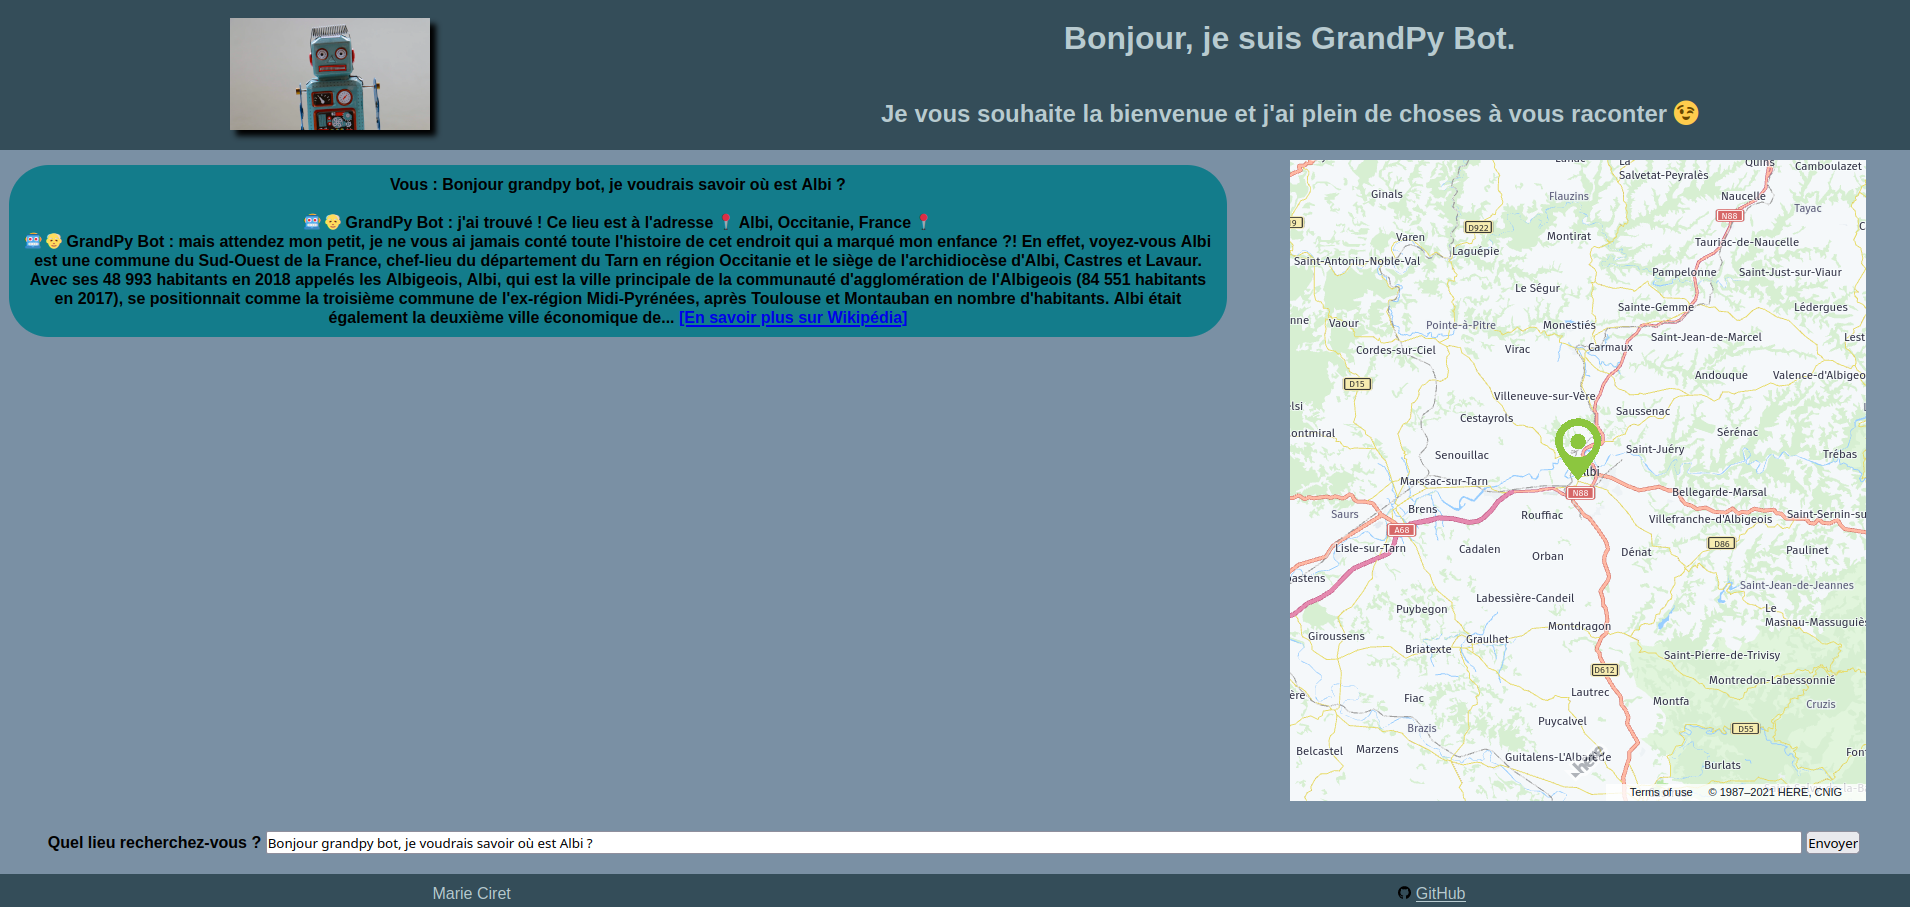 Bonjour, je suis GrandPy Bot.
Je vous souhaite la bienvenue et j'ai plein de choses à vous raconter 😉
Vous : Bonjour grandpy bot, je voudrais savoir où est Albi ?
🤖👴 GrandPy Bot : j'ai trouvé ! Ce lieu est à l'adresse 📍 Albi, Occitanie, France 📍
🤖👴 GrandPy Bot : mais attendez mon petit, je ne vous ai jamais conté toute l'histoire de cet endroit qui a marqué mon enfance ?! En effet, voyez-vous Albi
est une commune du Sud-Ouest de la France, chef-lieu du département du Tarn en région Occitanie et le siège de l'archidiocèse d'Albi, Castres et Lavaur.
Avec ses 48 993 habitants en 2018 appelés les Albigeois, Albi, qui est la ville principale de la communauté d'agglomération de l'Albigeois (84 551 habitants
en 2017), se positionnait comme la troisième commune de l'ex-région Midi-Pyrénées, après Toulouse et Montauban en nombre d'habitants. Albi était
également la deuxième ville économique de... [En savoir plus sur Wikipédia]
La
Quins
Camboulazet
Salvetat-Peyralès
Ginals
Flauzins
Naucelle
Tayac
N88
9
D922
Varen
Montirat
Laguépie
Tauriac-de-Naucelle
Saint-Antonin-Noble-Val
Pampelonne
Saint-Just-sur-Viaur
Le Ségur
Sainte-Gemme
Lédergues
nne
Vaour
Pointe-à-Pitre
Monestiés
Saint-Jean-de-Marcel
Lest
Cordes-sur-Ciel
Virac
Carmaux
Andouque
Valence-d'Albigeo
D15
Villeneuve-sur-Vère
elsi
Cestayrols
Saussenac
ontmiral
Sérénac
Senouillac
Saint-Juéry
Trébas
Albi
Marssac-sur-Tarn
N88
Bellegarde-Marsal
Brens
Saurs
Rouffiac
Villefranche-d'Albigeois
Saint-Sernin-su
A68
D86
Lisle-sur-Tarn
Cadalen
Orban
Dénat
Paulinet
bastens
Saint-Jean-de-Jeannes
Labessière-Candeil
Puybegon
Le
Masnau-Massuguiès
Montdragon
Giroussens
Graulhet
Briatexte
Saint-Pierre-de-Trivisy
D612
Montredon-Labessonnié
ère
Fiac
Lautrec
Montfa
Cruzis
Puycalvel
Brazis
D55
Belcastel
Marzens
Guitalens-L'Albarède
Fon
Burlats
here
Terms of use © 1987–2021 HERE, CNIG
Quel lieu recherchez-vous ? Bonjour grandpy bot, je voudrais savoir où est Albi ? Envoyer
Marie Ciret
GitHub